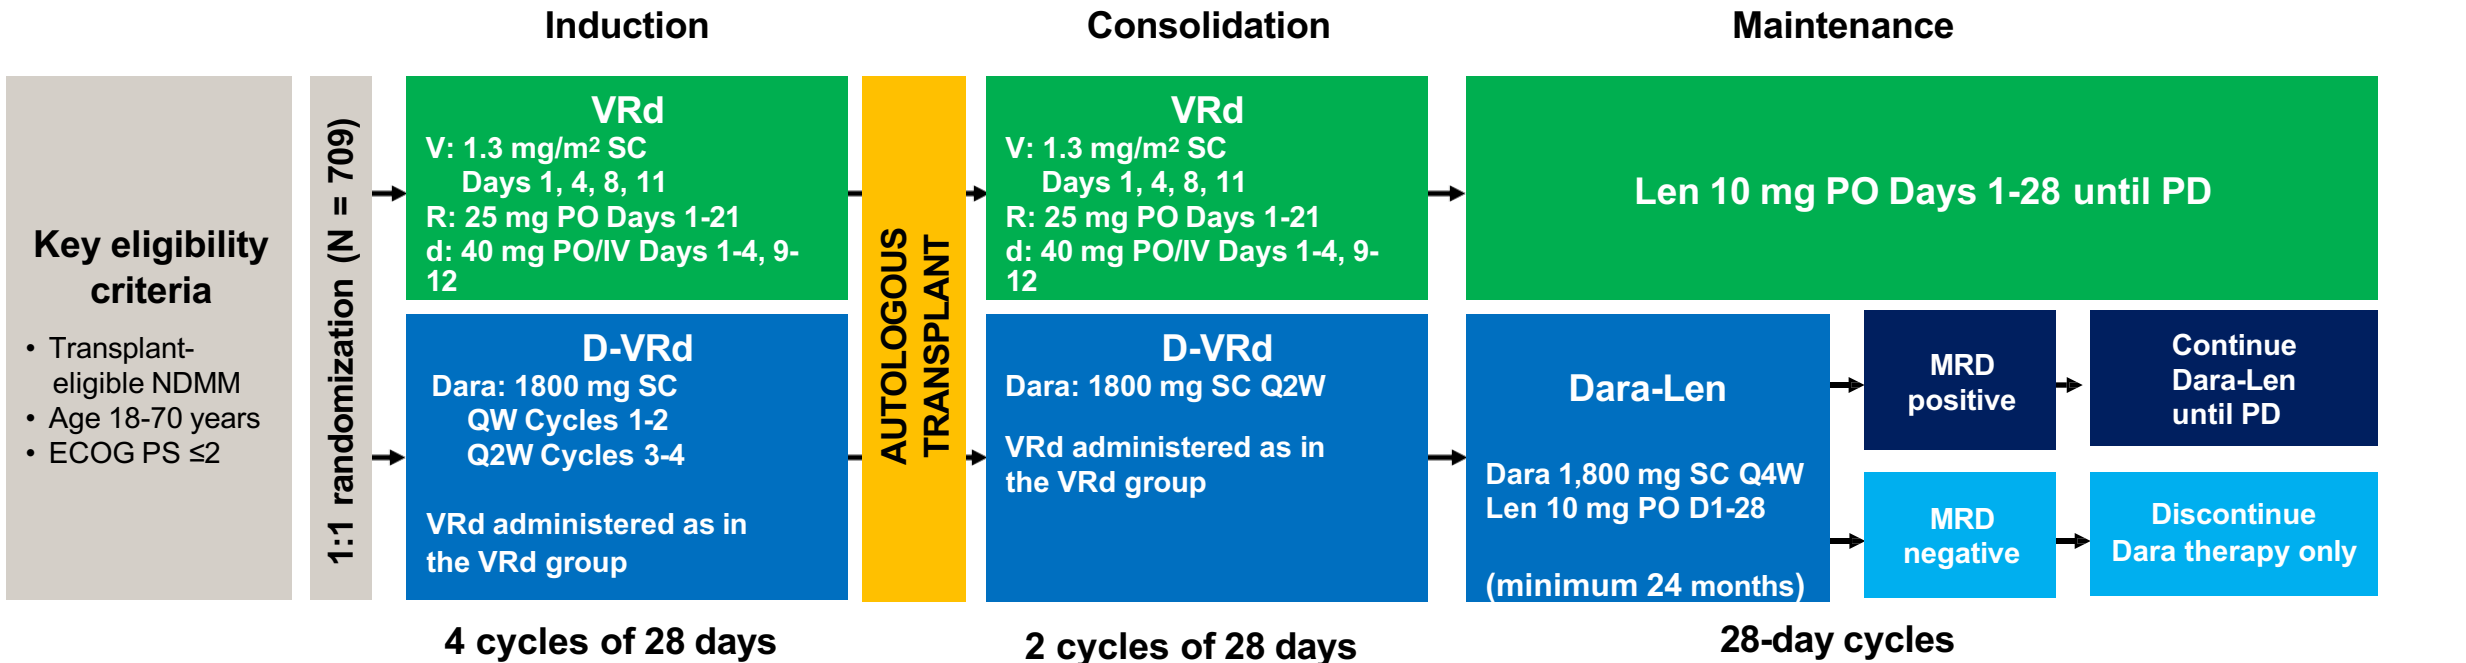 Induction
Consolidation
Maintenance
Key eligibility
criteria
• Transplant-
eligible NDMM
• Age 18-70 years
• ECOG PS ≤2
1:1 randomization (N = 709)
VRd
V: 1.3 mg/m² SC
Days 1, 4, 8, 11
R: 25 mg PO Days 1-21
d: 40 mg PO/IV Days 1-4, 9-
12
D-VRd
Dara: 1800 mg SC
QW Cycles 1-2
Q2W Cycles 3-4
VRd administered as in
the VRd group
4 cycles of 28 days
AUTOLOGOUS
TRANSPLANT
VRd
V: 1.3 mg/m² SC
Days 1, 4, 8, 11
R: 25 mg PO Days 1-21
d: 40 mg PO/IV Days 1-4, 9-
12
D-VRd
Dara: 1800 mg SC Q2W
VRd administered as in
the VRd group
2 cycles of 28 days
Len 10 mg PO Days 1-28 until PD
Dara-Len
Dara 1,800 mg SC Q4W
Len 10 mg PO D1-28
(minimum 24 months)
MRD
positive
Continue
Dara-Len
until PD
MRD
negative
Discontinue
Dara therapy only
28-day cycles